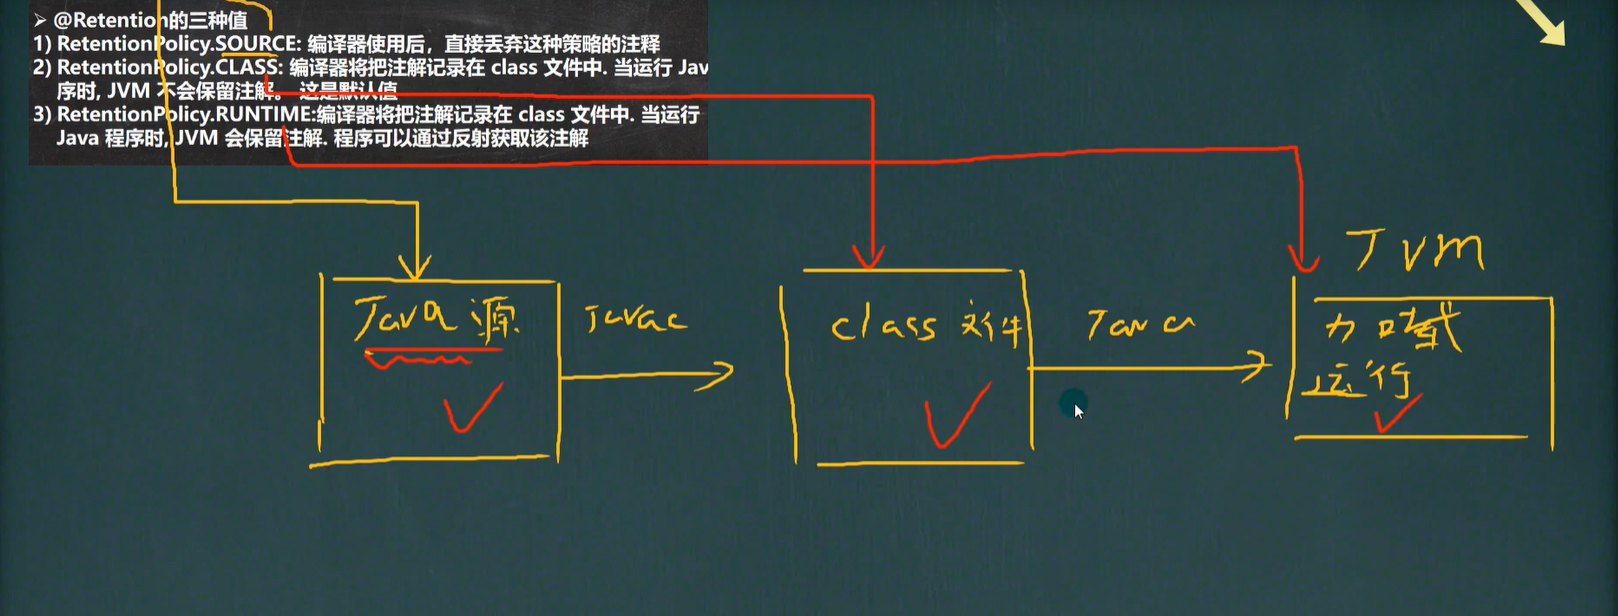 ➢ @Retention的三种值
1) RetentionPolicy.SOURCE: 编译器使用后，直接丢弃这种策略的注释
2) RetentionPolicy.CLASS: 编译器将把注解记录在 class 文件中. 当运行 Jav
序时, JVM 不会保留注解。 这是默认值
3) RetentionPolicy.RUNTIME:编译器将把注解记录在 class 文件中. 当运行
Java 程序时, JVM 会保留注解. 程序可以通过反射获取该注解
JVM
Java 源
Javac
class 文件
Java
加载
运行